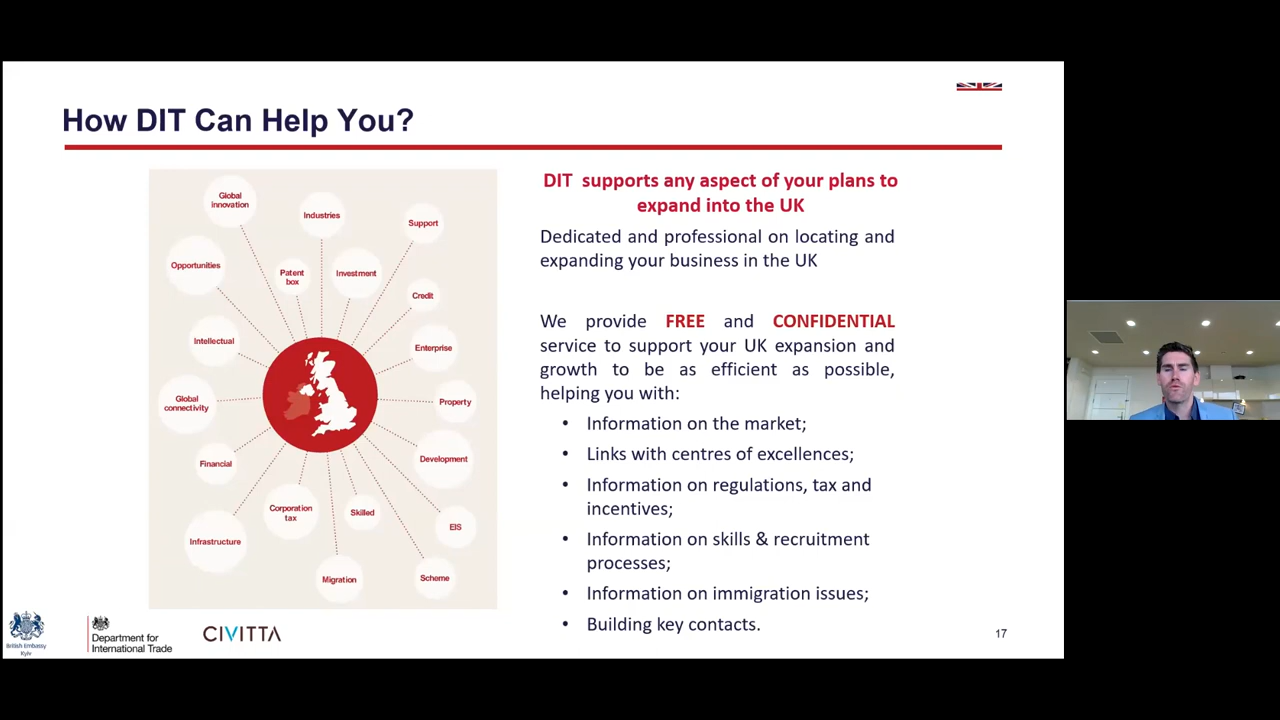 How DIT Can Help You?
Global
innovation
Industries
Support
Opportunities
Patent
box
Investment
Credit
Intellectual
Enterprise
Global
connectivity
Property
Financial
Development
Corporation
tax
Skilled
EIS
Infrastructure
Migration
Scheme
DIT supports any aspect of your plans to
expand into the UK
Dedicated and professional on locating and
expanding your business in the UK
We provide FREE and CONFIDENTIAL
service to support your UK expansion and
growth to be as efficient as possible,
helping you with:
• Information on the market;
• Links with centres of excellences;
• Information on regulations, tax and
incentives;
• Information on skills & recruitment
processes;
• Information on immigration issues;
• Building key contacts.
British Embassy
Kyiv
Department for
International Trade
CIVITTA
17